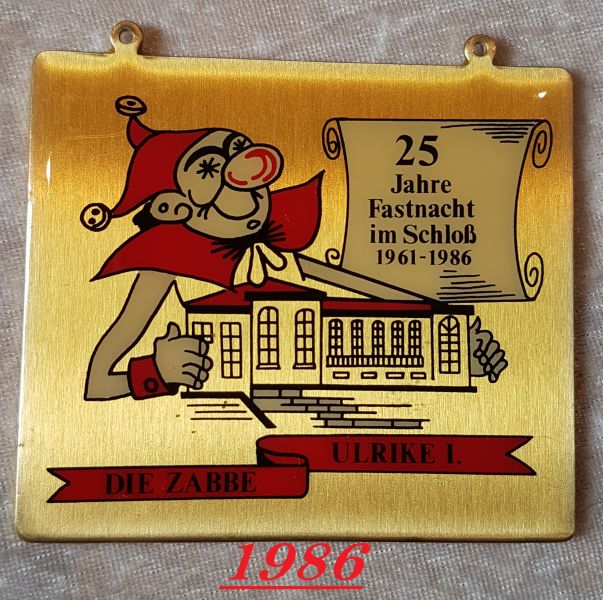 25
Jahre
Fastnacht
im Schloß
1961-1986
DIE ZABBE
ULRIKE I.
1986